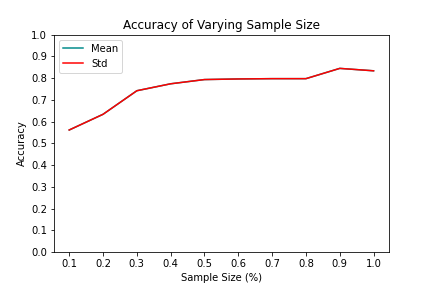 Accuracy of Varying Sample Size
1.0
0.9
0.8
0.7
0.6
0.5
0.4
0.3
0.2
0.1
0.0
Accuracy
Mean
Std
0.1 0.2 0.3 0.4 0.5 0.6 0.7 0.8 0.9 1.0
Sample Size (%)